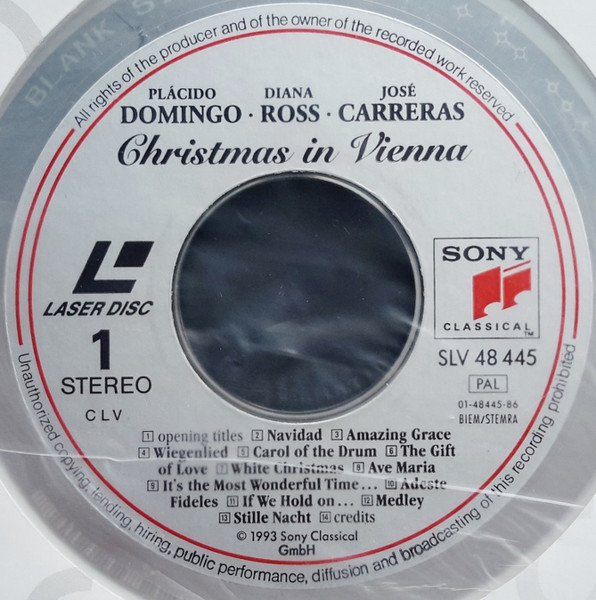 BLANK
All rights of the producer and of the owner of the recorded work reserved
PLÁCIDO DIANA JOSÉ
DOMINGO · ROSS · CARRERAS
Christmas in Vienna
LASER DISC
1
STEREO
CLV
SONY
CLASSICAL™
SLV 48 445
PAL
01-48445-86
BIEM/STEMRA
1 opening titles 2 Navidad 3 Amazing Grace
4 Wiegenlied 5 Carol of the Drum 6 The Gift
of Love 7 White Christmas 8 Ave Maria
9 It's the Most Wonderful Time... 10 Adeste
Fideles 11 If We Hold on... 12 Medley
13 Stille Nacht 14 credits
© 1993 Sony Classical
GmbH
Unauthorized copying, lending, hiring, public performance, diffusion and broadcasting of this recording prohibited